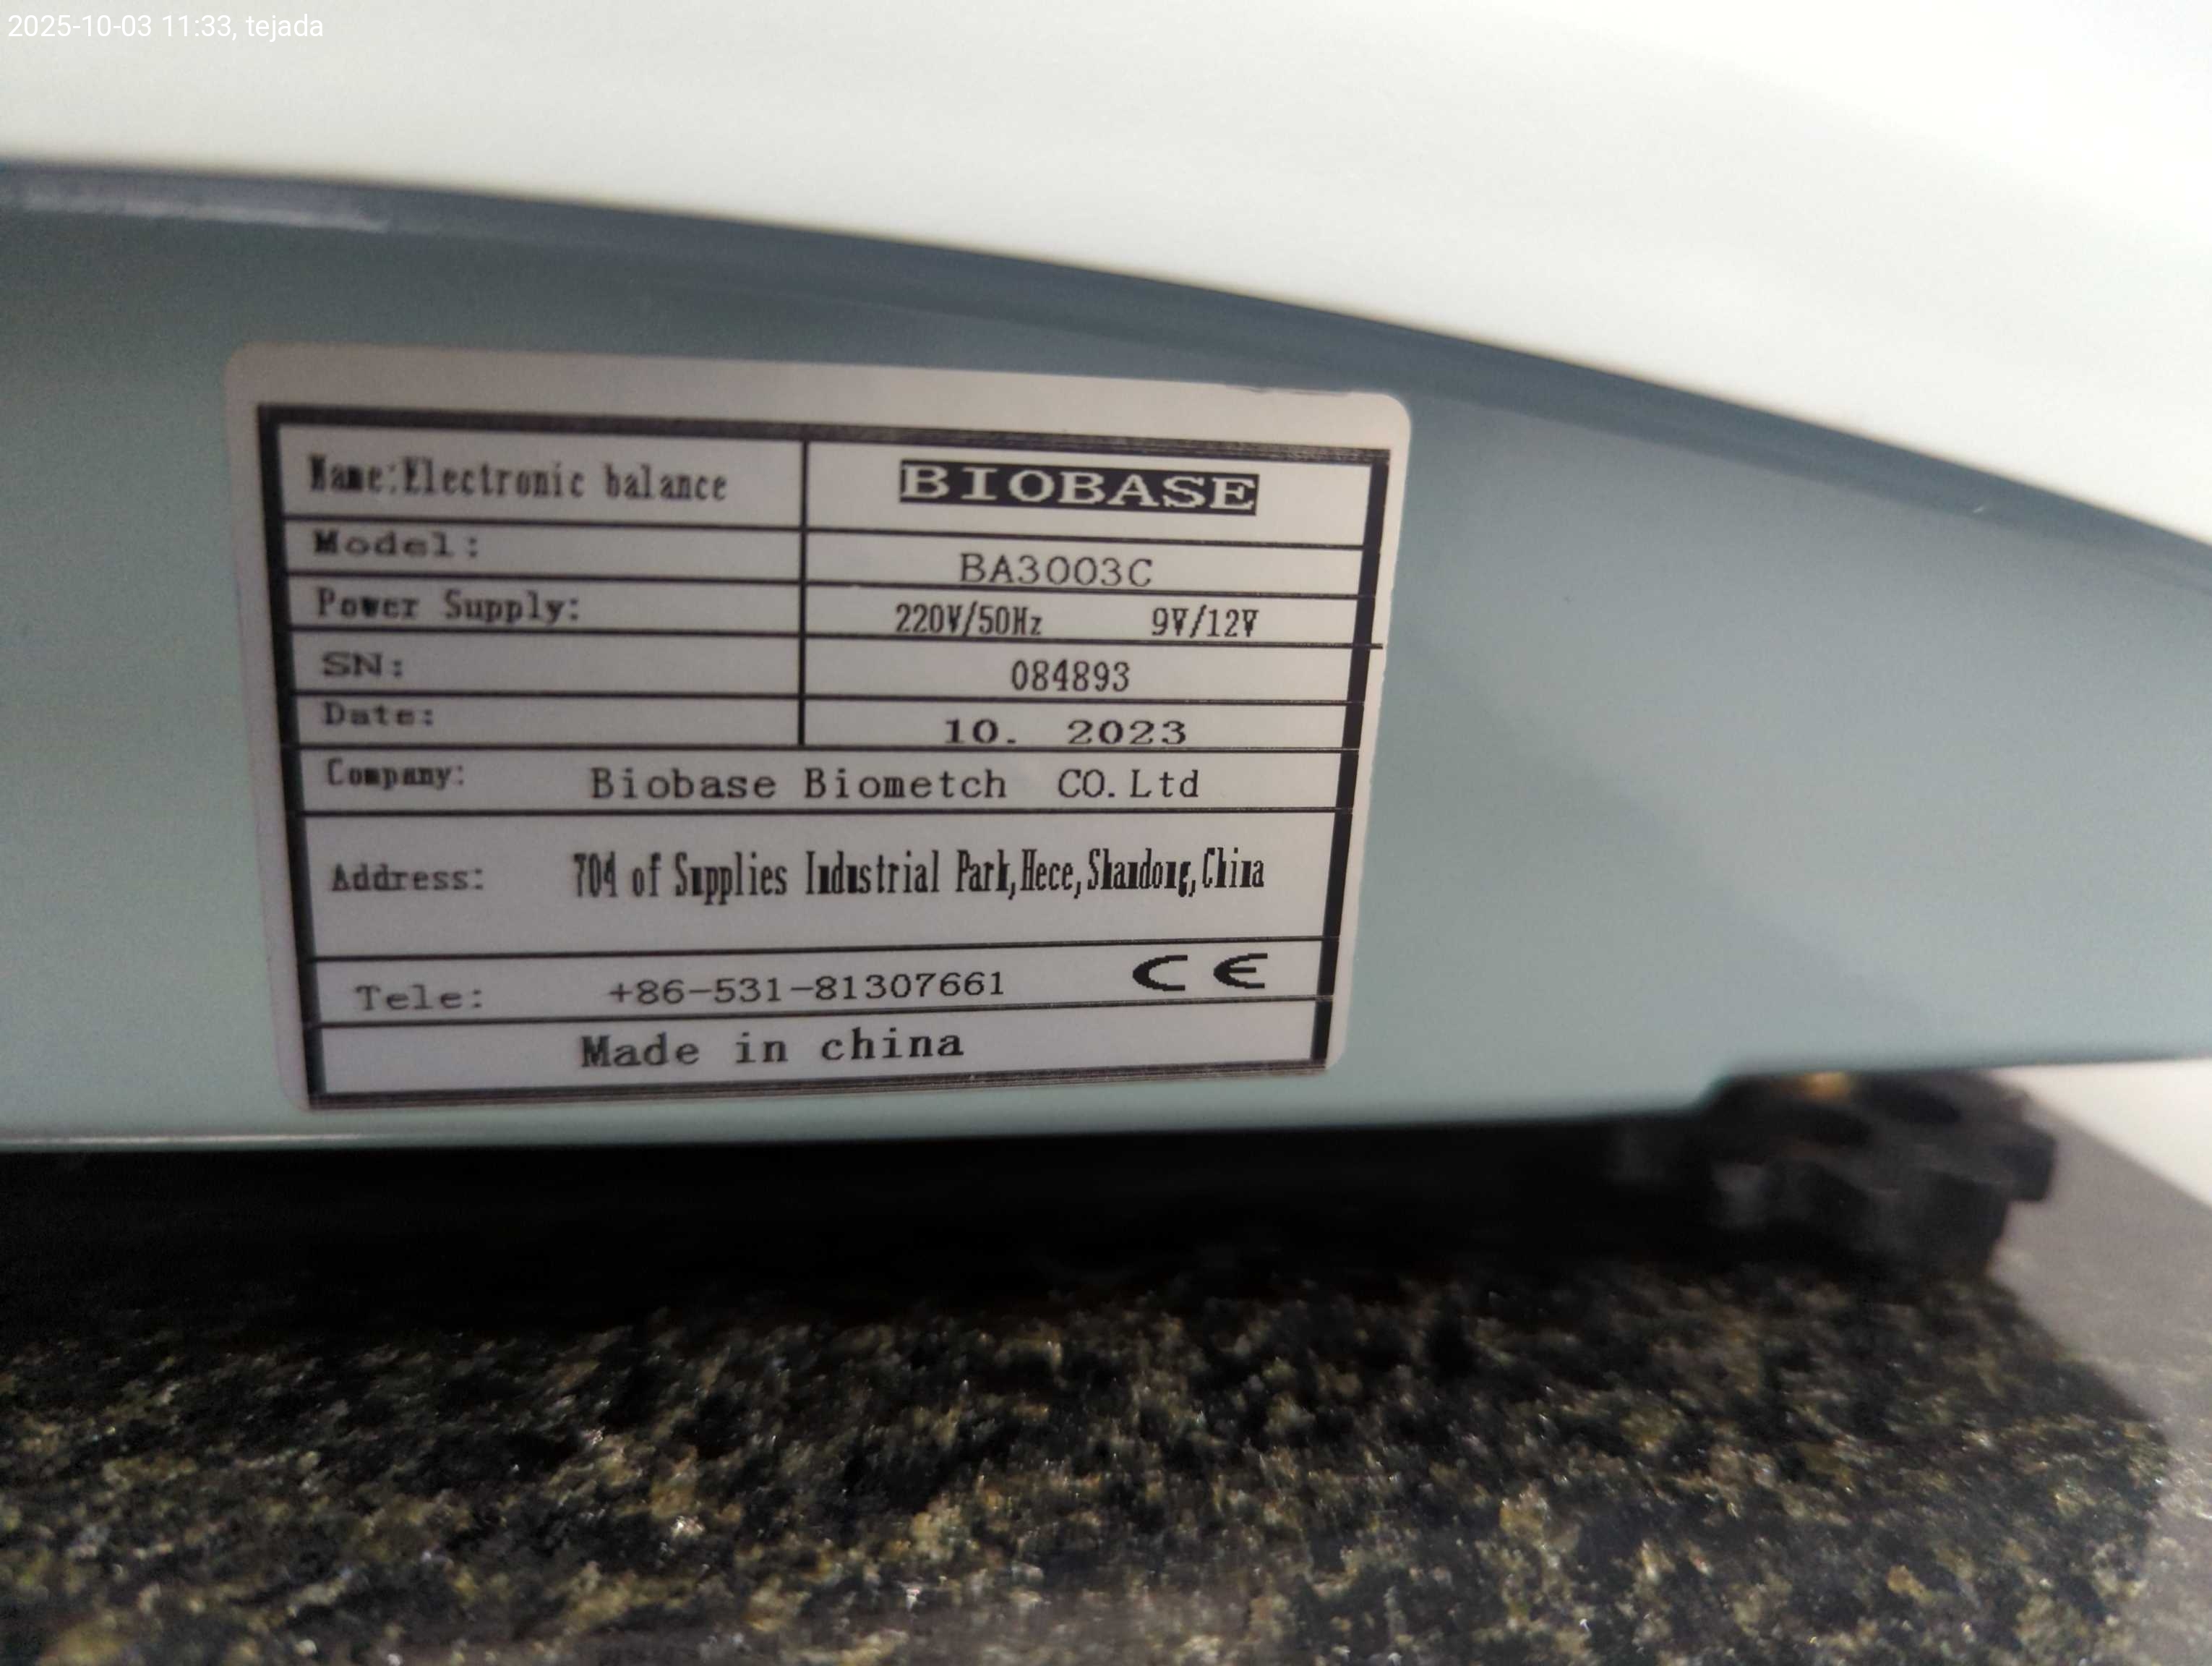 2025-10-03 11:33, tejada
Name:Electronic balance BIOBASE
Model: BA3003C
Power Supply: 220V/50Hz 9V/12V
SN: 084893
Date: 10. 2023
Company: Biobase Biometch CO.Ltd
Address: 704 of Supplies Industrial Park,Hece,Shandong,China
Tele: +86-531-81307661 CE
Made in china